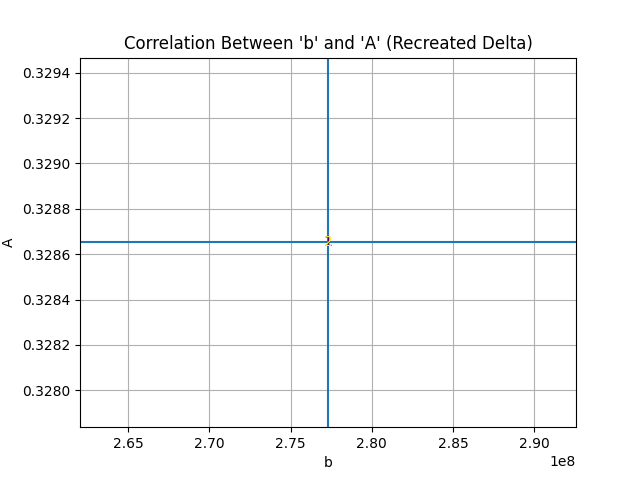 Correlation Between 'b' and 'A' (Recreated Delta)
0.3294
0.3292
0.3290
0.3288
0.3286
0.3284
0.3282
0.3280
A
2.65 2.70 2.75 2.80 2.85 2.90
1e8
b